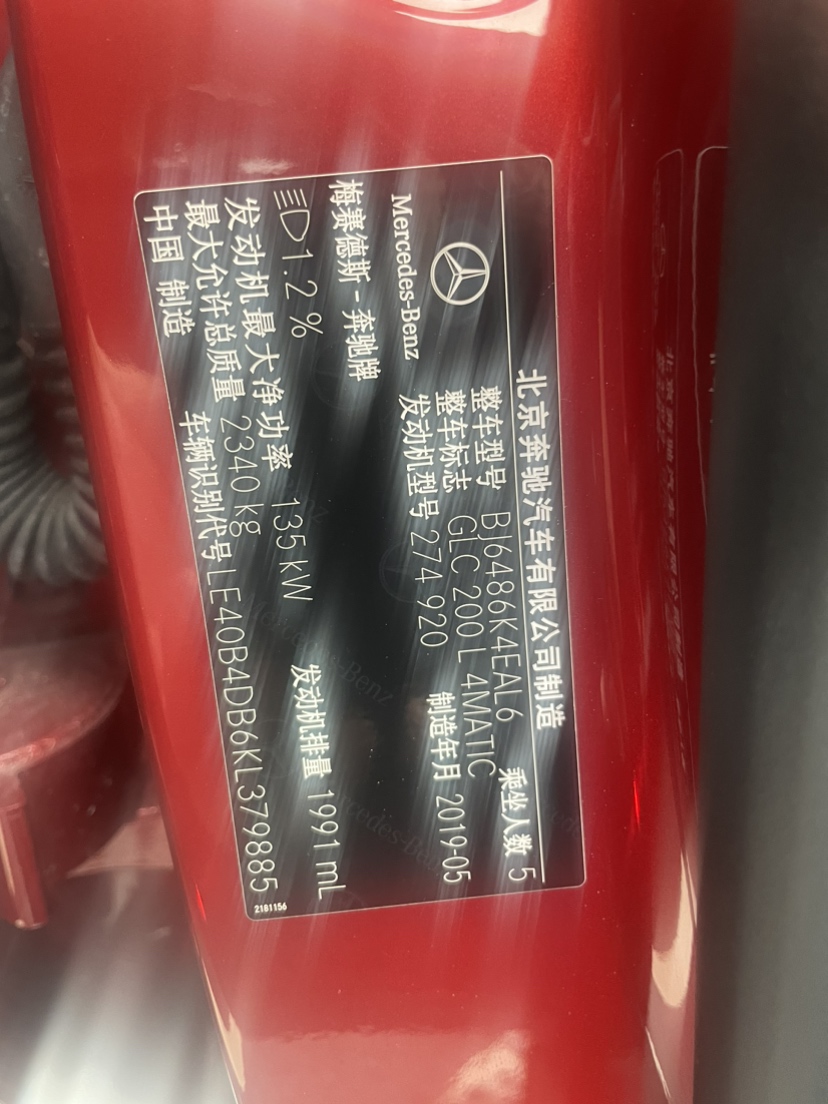 北京奔驰汽车有限公司制造
Mercedes-Benz
整车型号 BJ6486K4EAL6 乘坐人数 5
整车标志 GLC 200 L 4MATIC
发动机型号 274 920 制造年月 2019-05
梅赛德斯-奔驰牌
1.2 % 发动机排量 1991 mL
发动机最大净功率 135 kW
最大允许总质量 2340 kg
中国 制造 车辆识别代号 LE40B4DB6KL379885
2181156